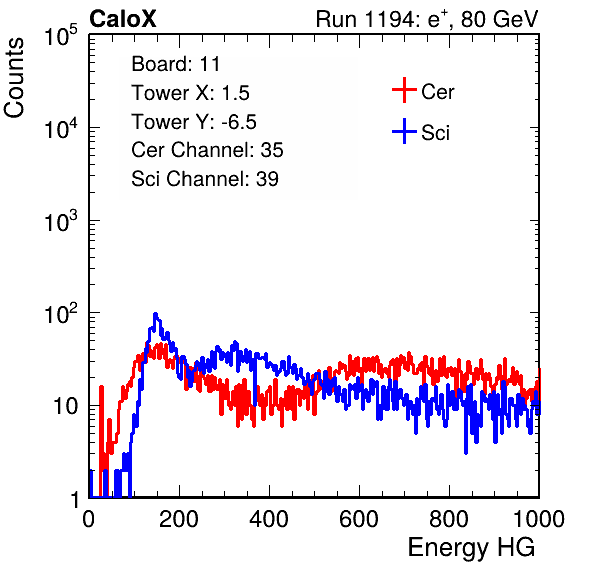 CaloX Run 1194: e⁺, 80 GeV
Counts
Board: 11
Tower X: 1.5
Tower Y: -6.5
Cer Channel: 35
Sci Channel: 39
Cer
Sci
10⁵
10⁴
10³
10²
10
1
0 200 400 600 800 1000
Energy HG